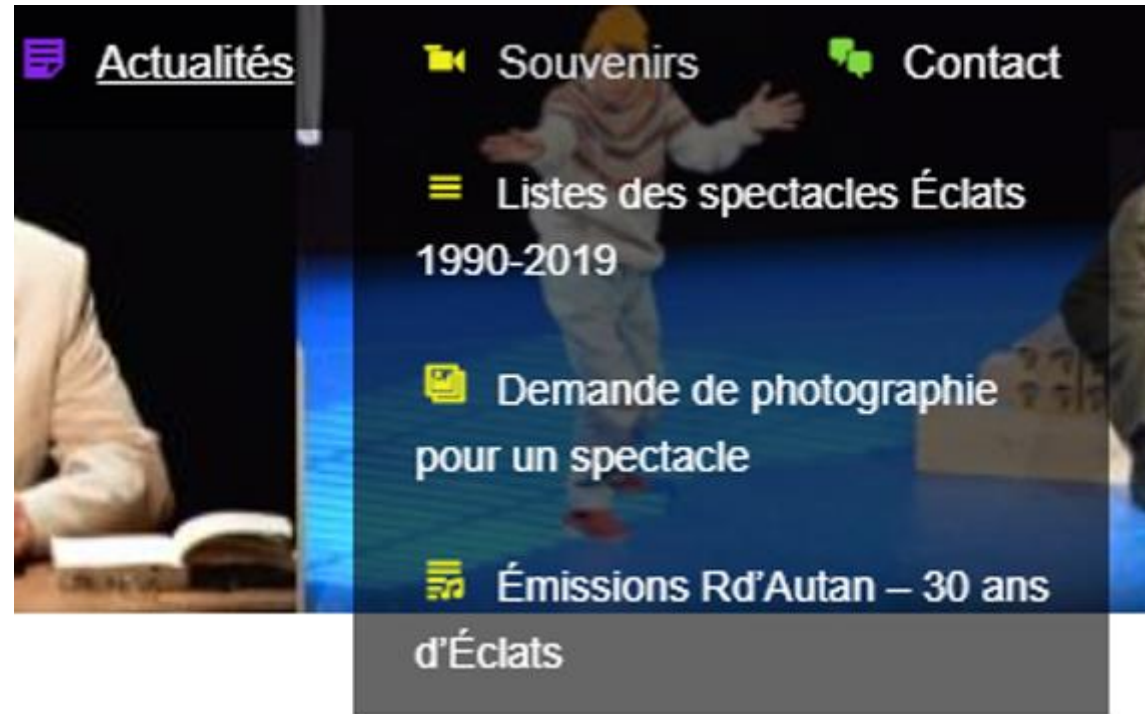 Actualités Souvenirs Contact
Listes des spectacles Éclats
1990-2019
Demande de photographie
pour un spectacle
Émissions Rd’Autan – 30 ans
d’Éclats